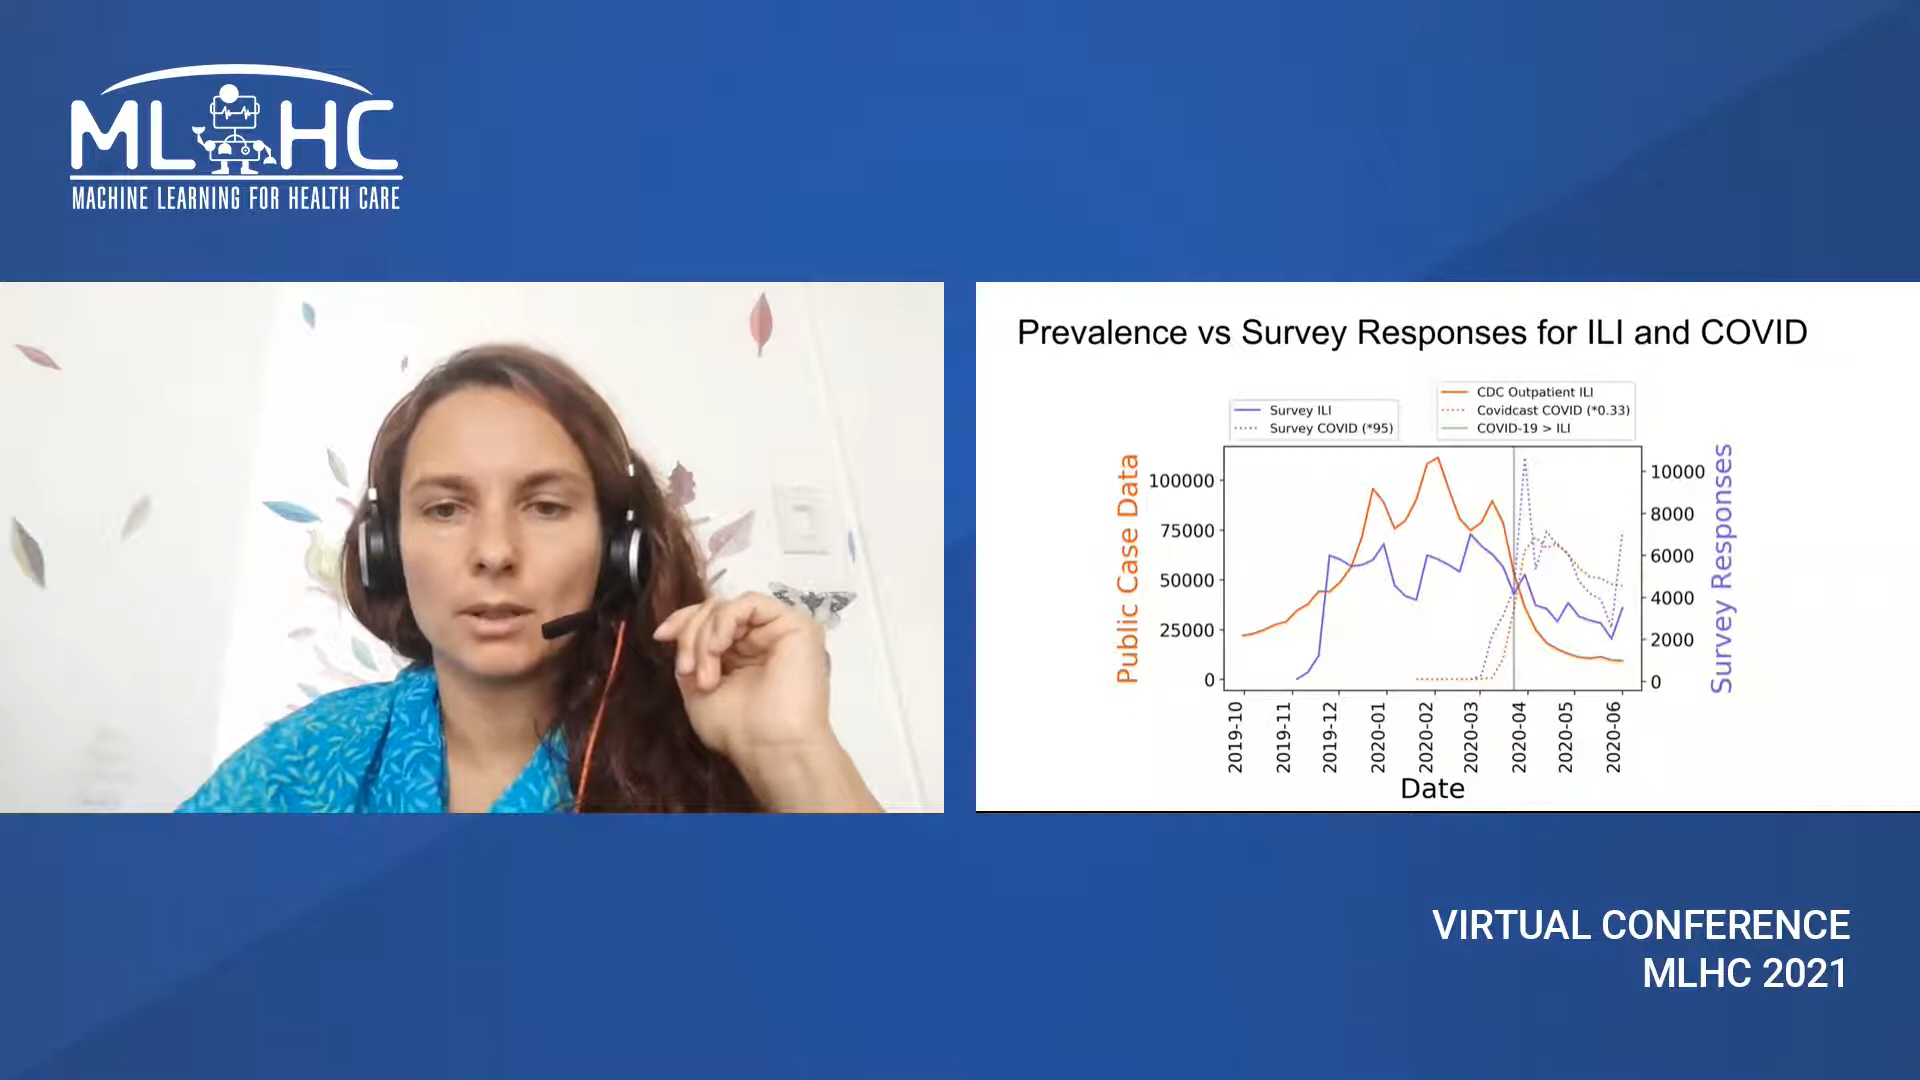 ML HC
MACHINE LEARNING FOR HEALTH CARE
Prevalence vs Survey Responses for ILI and COVID
Survey ILI
Survey COVID (*95)
CDC Outpatient ILI
Covidcast COVID (*0.33)
COVID-19 > ILI
Public Case Data
100000
75000
50000
25000
0
10000
8000
6000
4000
2000
0
Survey Responses
2019-10
2019-11
2019-12
2020-01
2020-02
2020-03
2020-04
2020-05
2020-06
Date
VIRTUAL CONFERENCE
MLHC 2021